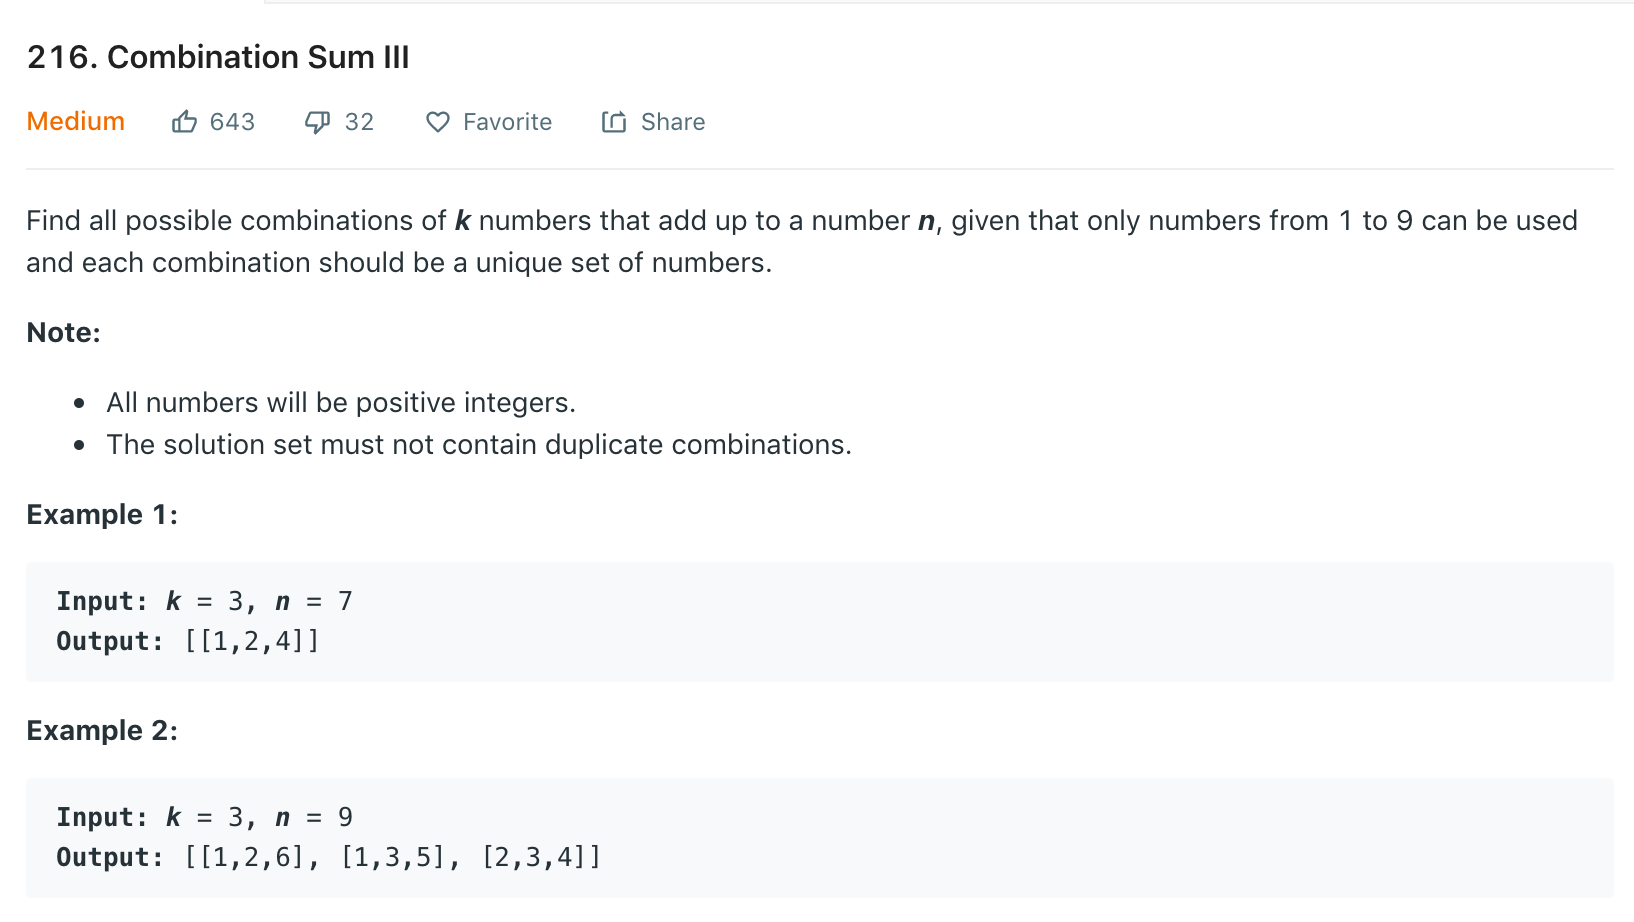 216. Combination Sum III
Medium 643 32 Favorite Share
Find all possible combinations of k numbers that add up to a number n, given that only numbers from 1 to 9 can be used
and each combination should be a unique set of numbers.
Note:
• All numbers will be positive integers.
• The solution set must not contain duplicate combinations.
Example 1:
Input: k = 3, n = 7
Output: [[1,2,4]]
Example 2:
Input: k = 3, n = 9
Output: [[1,2,6], [1,3,5], [2,3,4]]